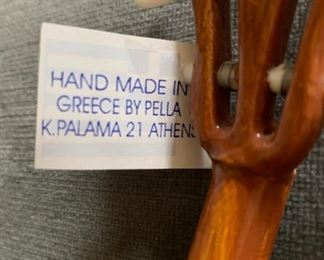 HAND MADE IN
GREECE BY PELLA
K.PALAMA 21 ATHENS